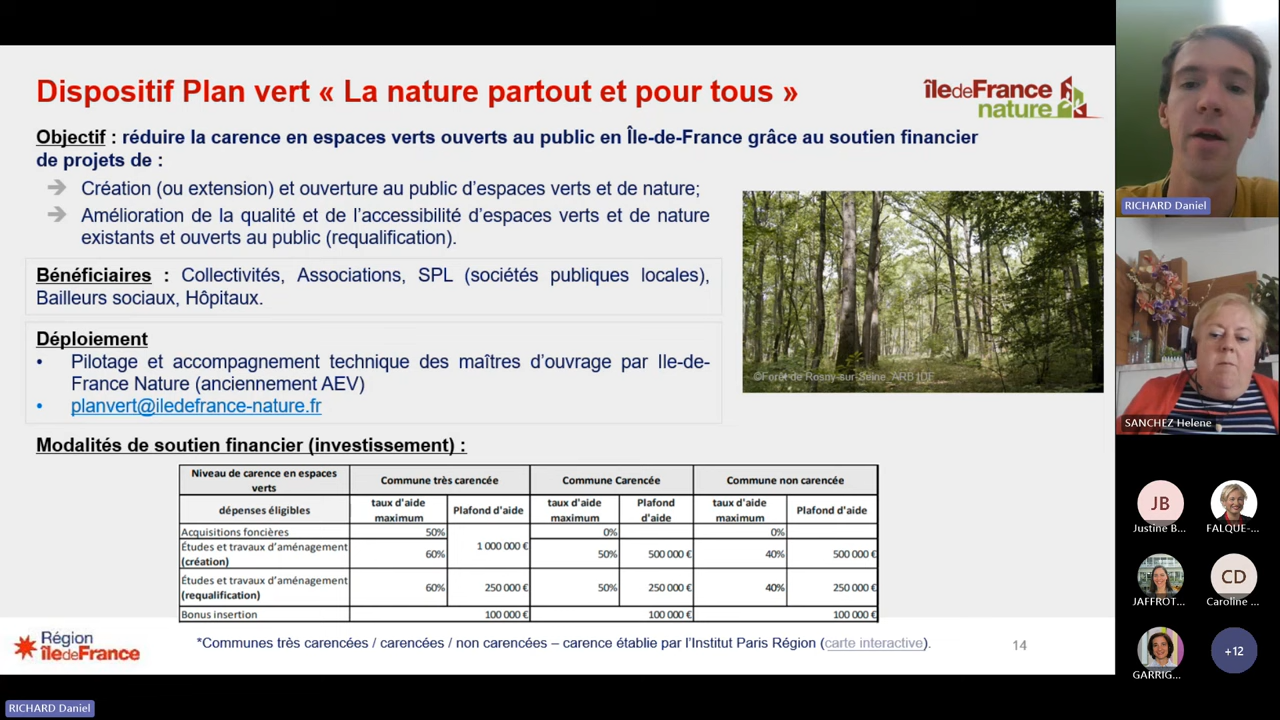 Dispositif Plan vert « La nature partout et pour tous »
îledeFrance
nature
Objectif : réduire la carence en espaces verts ouverts au public en Île-de-France grâce au soutien financier
de projets de :
Création (ou extension) et ouverture au public d'espaces verts et de nature;
Amélioration de la qualité et de l'accessibilité d'espaces verts et de nature
existants et ouverts au public (requalification).
Bénéficiaires : Collectivités, Associations, SPL (sociétés publiques locales),
Bailleurs sociaux, Hôpitaux.
Déploiement
• Pilotage et accompagnement technique des maîtres d'ouvrage par Ile-de-
France Nature (anciennement AEV)
• planvert@iledefrance-nature.fr
©Forêt de Rosny-sur-Seine ARB IDF
Modalités de soutien financier (investissement) :
Niveau de carence en espaces verts | Commune très carencée | Commune Carencée | Commune non carencée
dépenses éligibles | taux d'aide maximum | Plafond d'aide | taux d'aide maximum | Plafond d'aide | taux d'aide maximum | Plafond d'aide
Acquisitions foncières | 50% | 1 000 000 € | 0% | | 0% |
Études et travaux d'aménagement (création) | 60% | | 50% | 500 000 € | 40% | 500 000 €
Études et travaux d'aménagement (requalification) | 60% | 250 000 € | 50% | 250 000 € | 40% | 250 000 €
Bonus insertion | 100 000 € | 100 000 € | 100 000 €
*Communes très carencées / carencées / non carencées – carence établie par l'Institut Paris Région (carte interactive).
14
Région
îledeFrance
RICHARD Daniel
SANCHEZ Helene
JB
Justine B...
FALQUE-...
JAFFROT...
CD
Caroline ...
GARRIG...
+12
RICHARD Daniel